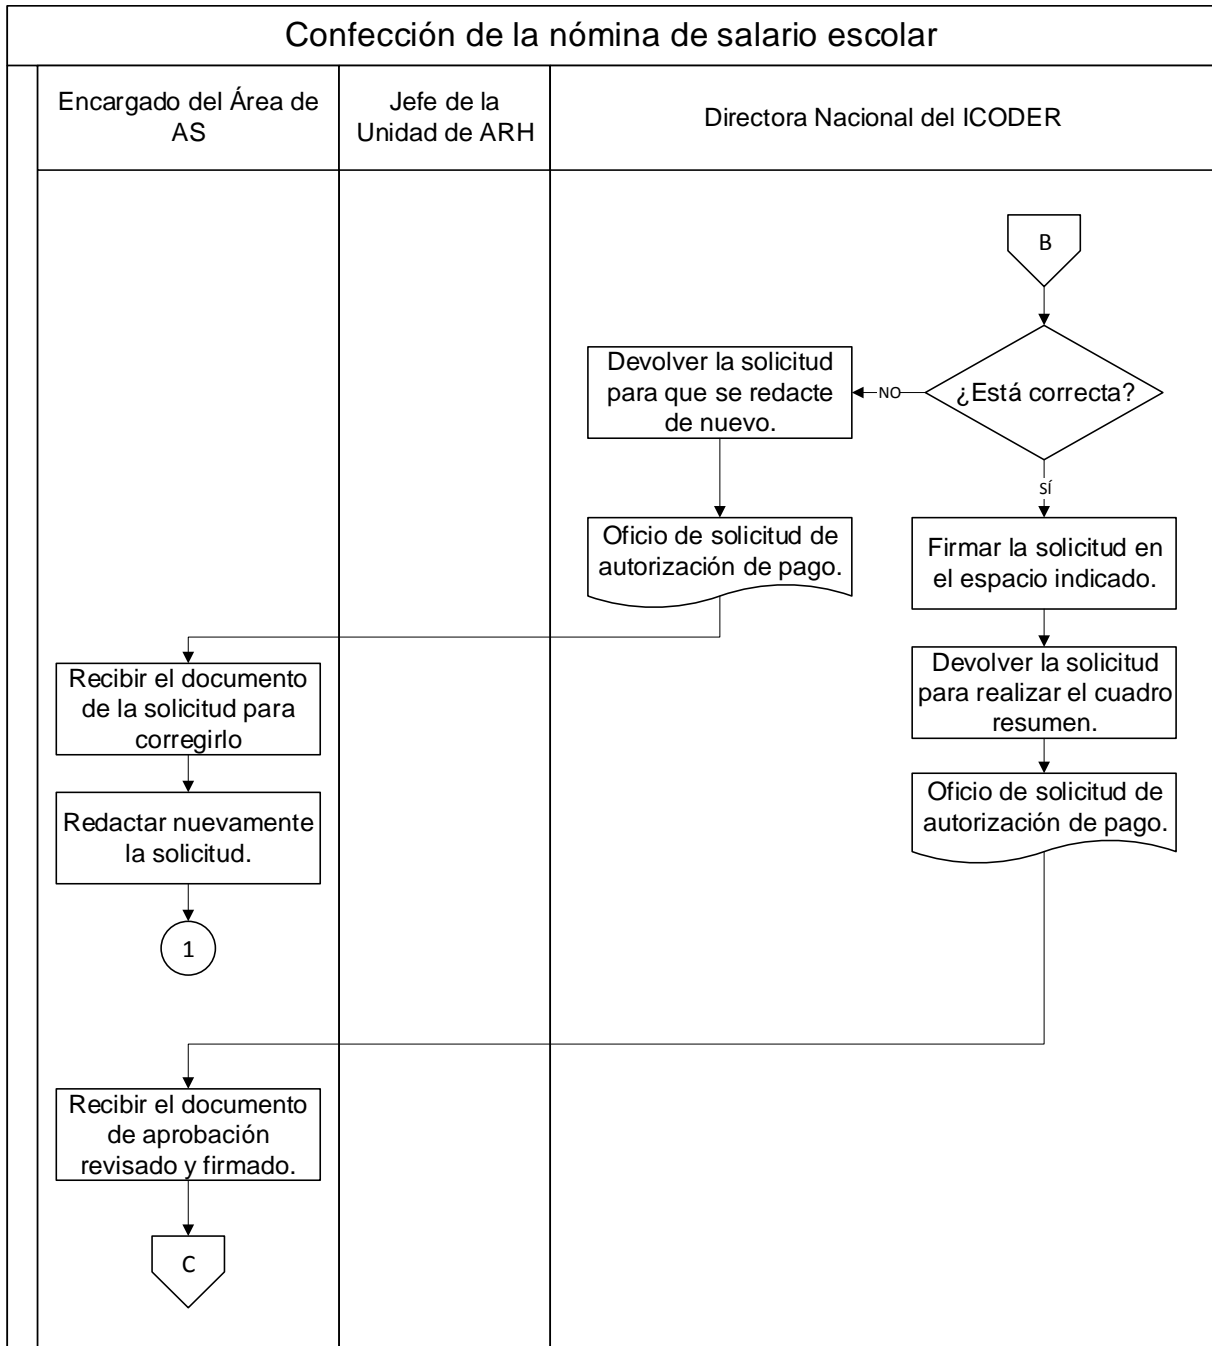 Confección de la nómina de salario escolar
Encargado del Área de
AS
Jefe de la
Unidad de ARH
Directora Nacional del ICODER
B
¿Está correcta?
NO
Devolver la solicitud
para que se redacte
de nuevo.
SÍ
Oficio de solicitud de
autorización de pago.
Firmar la solicitud en
el espacio indicado.
Recibir el documento
de la solicitud para
corregirlo
Devolver la solicitud
para realizar el cuadro
resumen.
Redactar nuevamente
la solicitud.
Oficio de solicitud de
autorización de pago.
1
Recibir el documento
de aprobación
revisado y firmado.
C